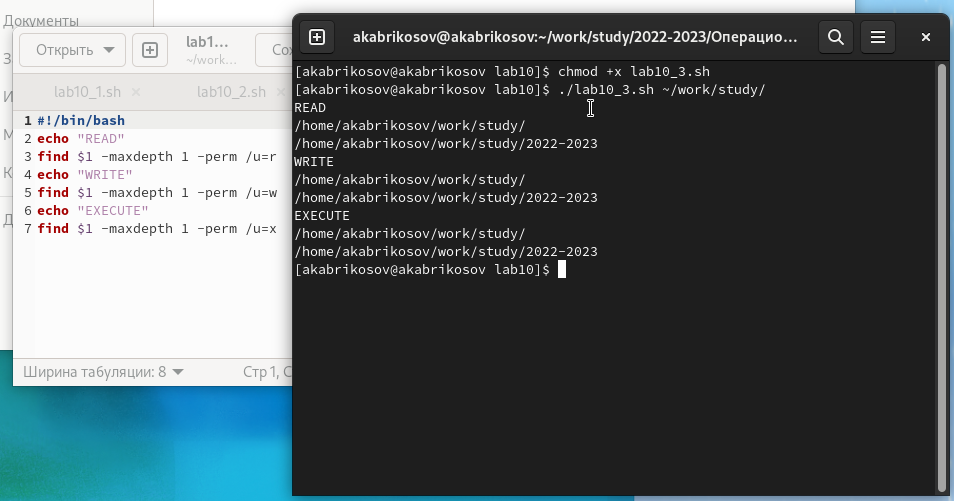 Документы
З
И
М
К
Д
Открыть
lab1...
~/work...
Сох
lab10_1.sh
lab10_2.sh
1 #!/bin/bash
2 echo "READ"
3 find $1 -maxdepth 1 -perm /u=r
4 echo "WRITE"
5 find $1 -maxdepth 1 -perm /u=w
6 echo "EXECUTE"
7 find $1 -maxdepth 1 -perm /u=x
Ширина табуляции: 8
Стр 1, С
akabrikosov@akabrikosov:~/work/study/2022-2023/Операцио...
[akabrikosov@akabrikosov lab10]$ chmod +x lab10_3.sh
[akabrikosov@akabrikosov lab10]$ ./lab10_3.sh ~/work/study/
READ
/home/akabrikosov/work/study/
/home/akabrikosov/work/study/2022-2023
WRITE
/home/akabrikosov/work/study/
/home/akabrikosov/work/study/2022-2023
EXECUTE
/home/akabrikosov/work/study/
/home/akabrikosov/work/study/2022-2023
[akabrikosov@akabrikosov lab10]$